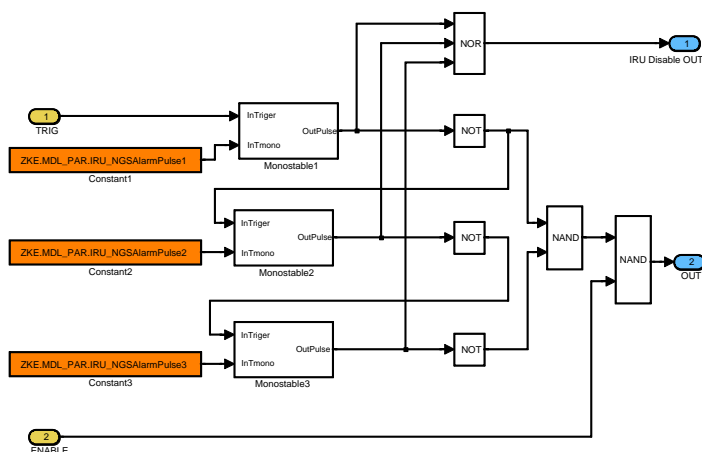 NOR
1
IRU Disable OUT
1
TRIG
InTriger
InTmono
OutPulse
Monostable1
NOT
ZKE.MDL_PAR.IRU_NGSAlarmPulse1
Constant1
InTriger
InTmono
OutPulse
Monostable2
NOT
NAND
NAND
2
OUT
ZKE.MDL_PAR.IRU_NGSAlarmPulse2
Constant2
InTriger
InTmono
OutPulse
Monostable3
NOT
ZKE.MDL_PAR.IRU_NGSAlarmPulse3
Constant3
2
ENABLE